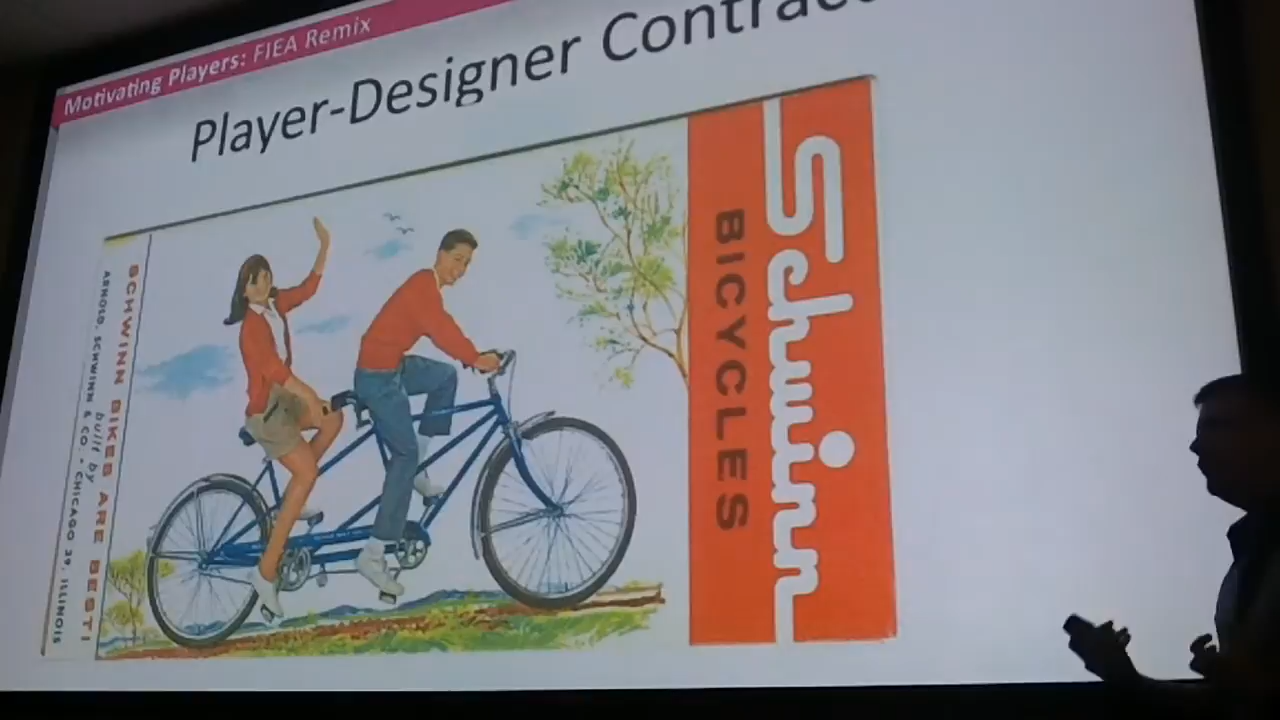 Motivating Players: FIEA Remix
Player-Designer Contrac
SCHWINN BIKES ARE BEST!
built by
ARNOLD, SCHWINN & CO. • CHICAGO 39, ILLINOIS
BICYCLES
Schwinn